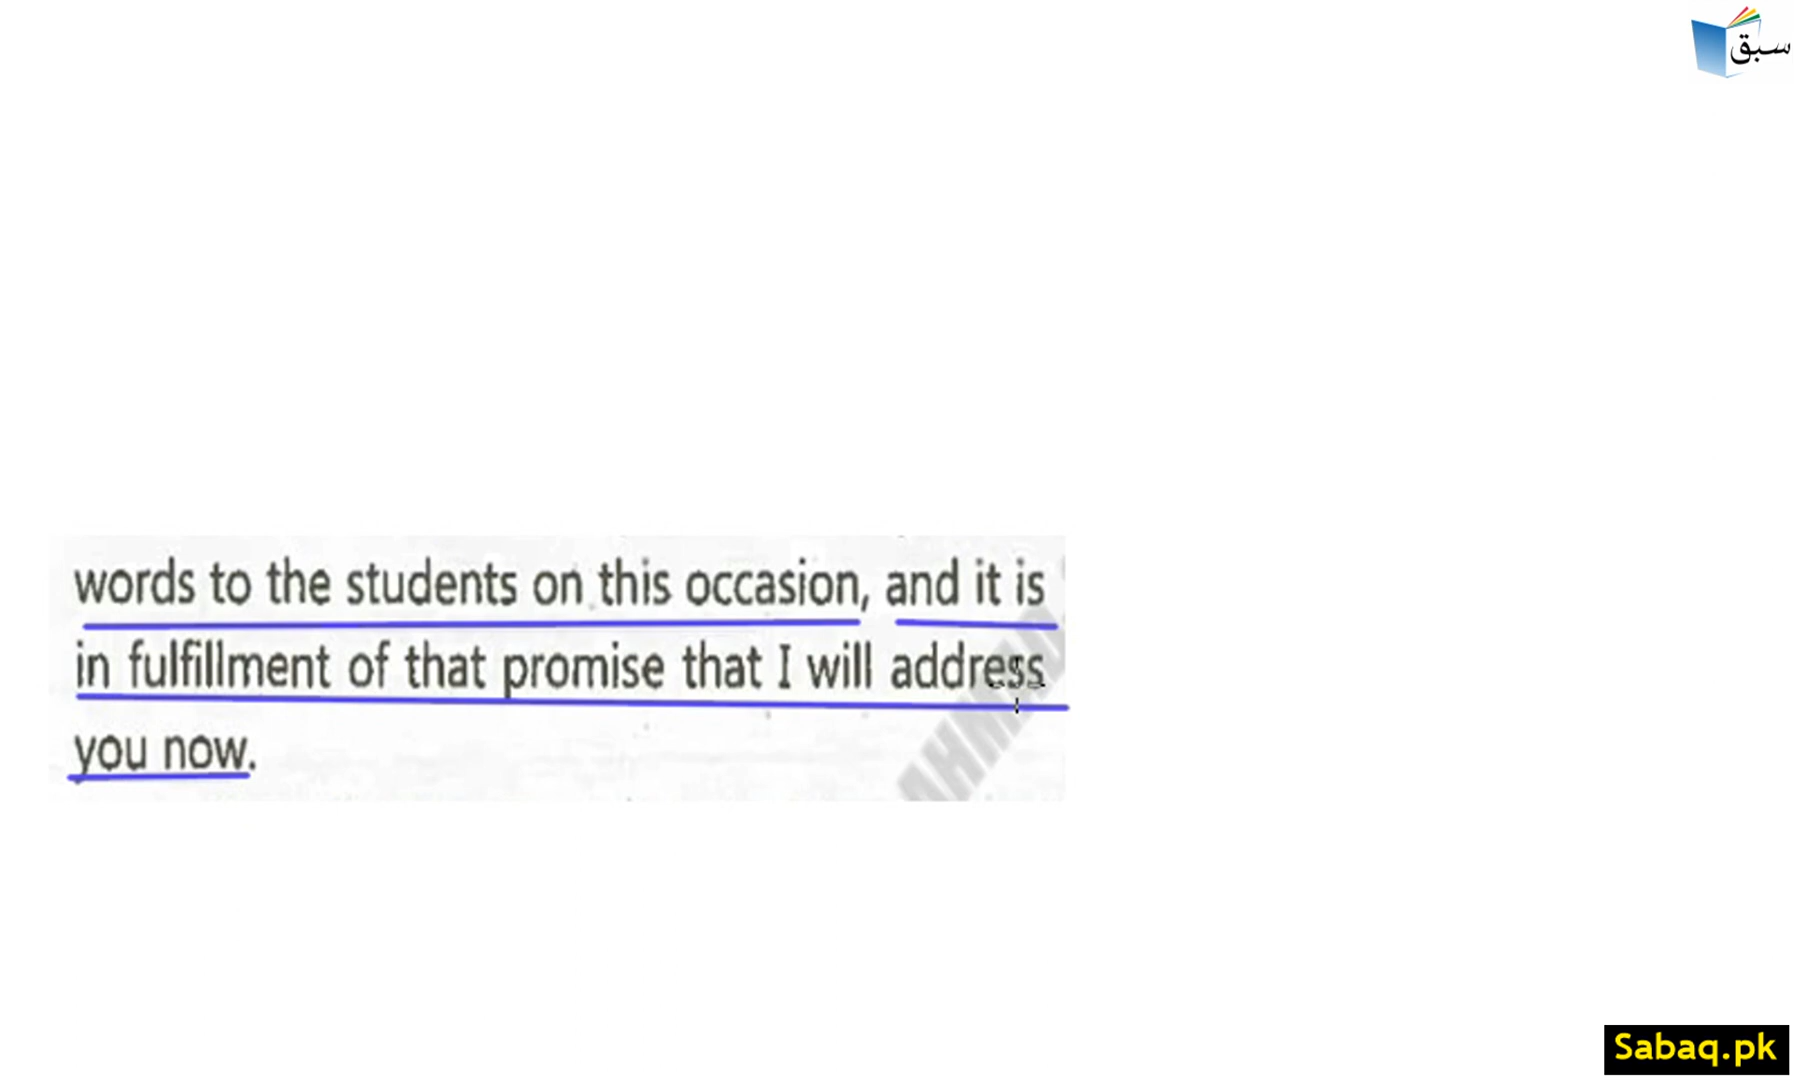 سبق
words to the students on this occasion, and it is
in fulfillment of that promise that I will address
you now.
Sabaq.pk